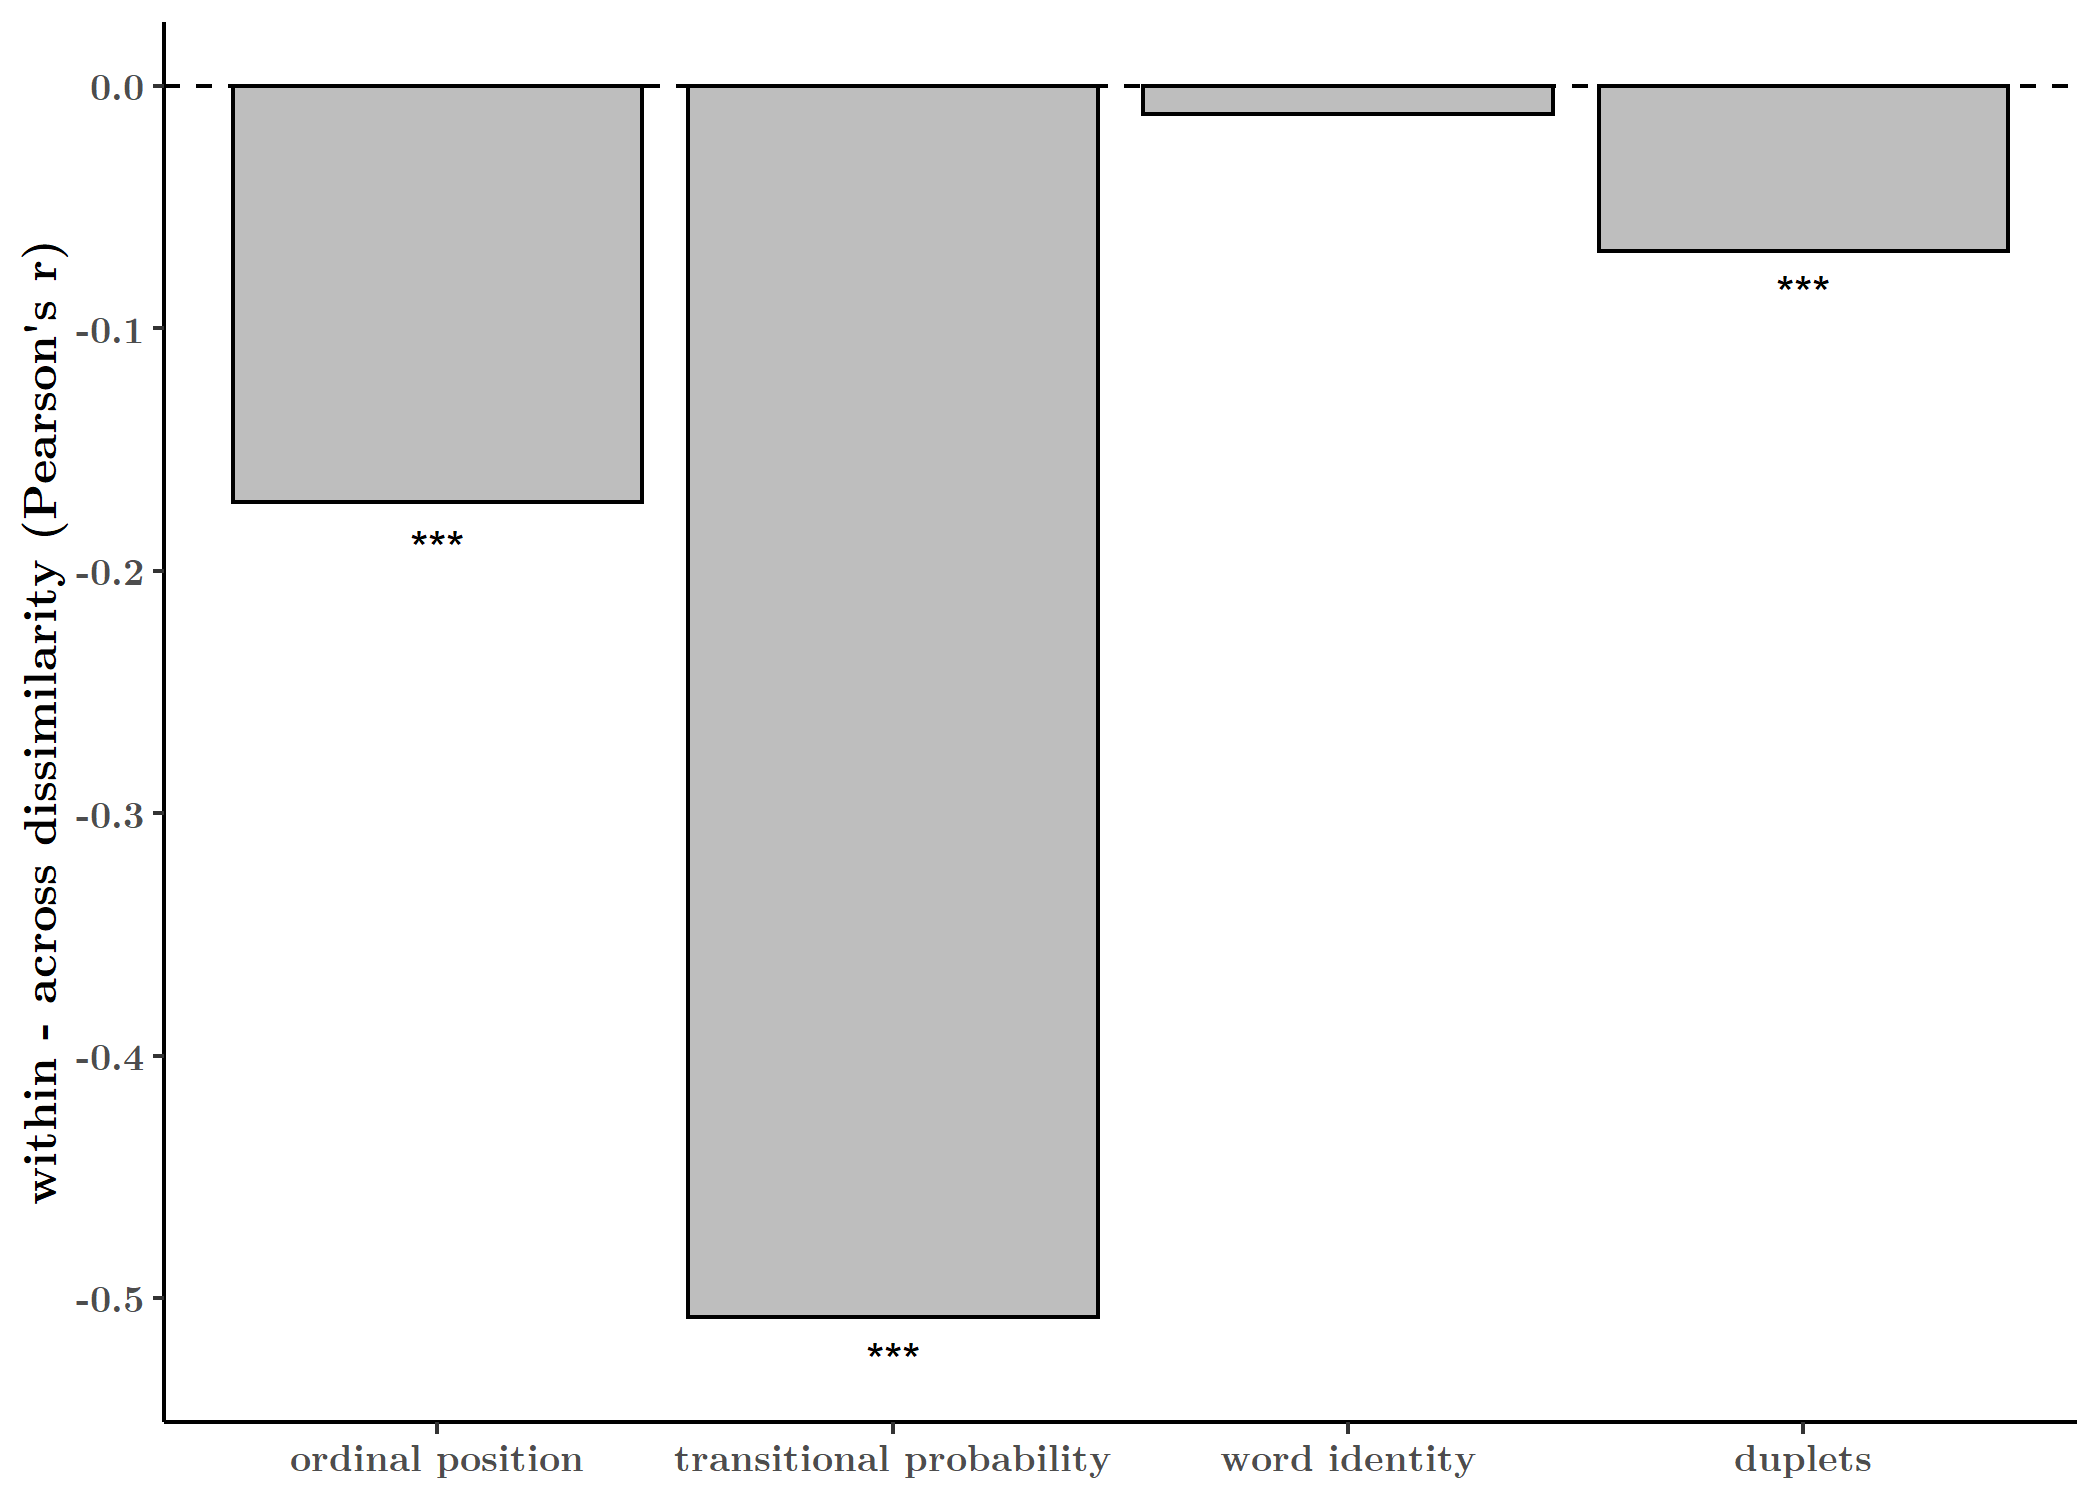 within - across dissimilarity (Pearson's r)
0.0
-0.1
-0.2
-0.3
-0.4
-0.5
***
***
***
ordinal position
transitional probability
word identity
duplets